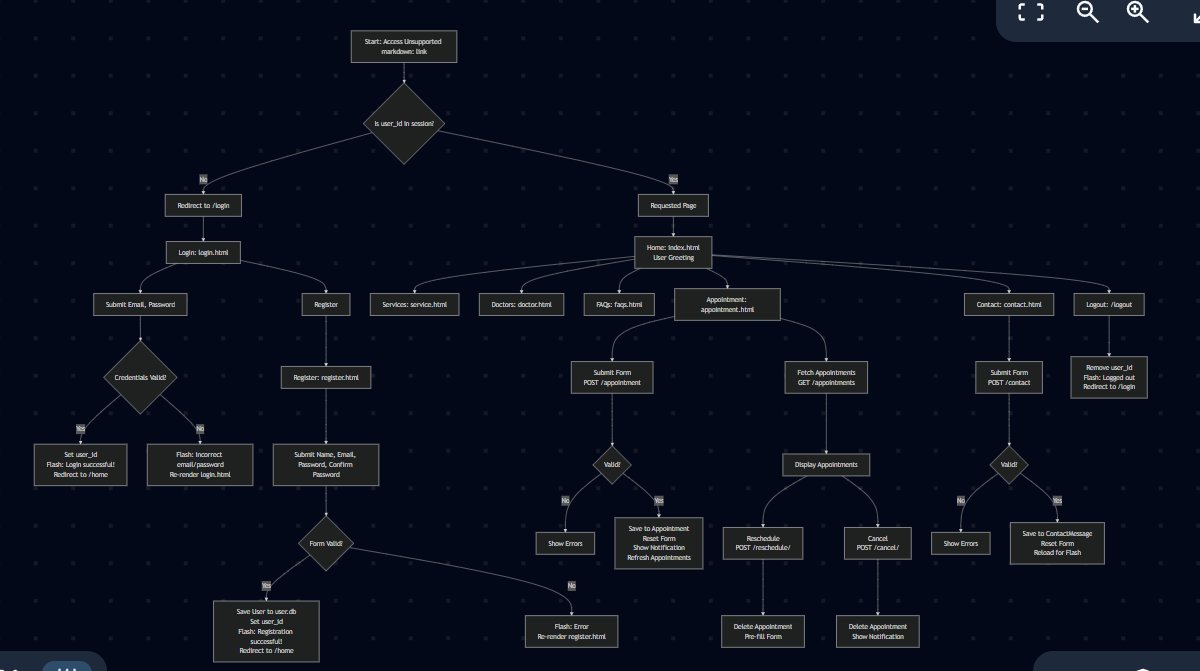 Start: Access Unsupported
markdown: link
Is user_id in session?
No
Yes
Redirect to /login
Requested Page
Login: login.html
Home: index.html
User Greeting
Submit Email, Password
Register
Services: service.html
Doctors: doctor.html
FAQs: faqs.html
Appointment:
appointment.html
Contact: contact.html
Logout: /logout
Credentials Valid?
Register: register.html
Submit Form
POST /appointment
Fetch Appointments
GET /appointments
Submit Form
POST /contact
Remove user_id
Flash: Logged out
Redirect to /login
Yes
No
Set user_id
Flash: Login successful!
Redirect to /home
Flash: Incorrect
email/password
Re-render login.html
Submit Name, Email,
Password, Confirm
Password
Valid?
Display Appointments
Valid?
No
Yes
No
Yes
Form Valid?
Show Errors
Save to Appointment
Reset Form
Show Notification
Refresh Appointments
Reschedule
POST /reschedule/
Cancel
POST /cancel/
Show Errors
Save to ContactMessage
Reset Form
Reload for Flash
Yes
No
Save User to user.db
Set user_id
Flash: Registration
successful!
Redirect to /home
Flash: Error
Re-render register.html
Delete Appointment
Pre-fill Form
Delete Appointment
Show Notification